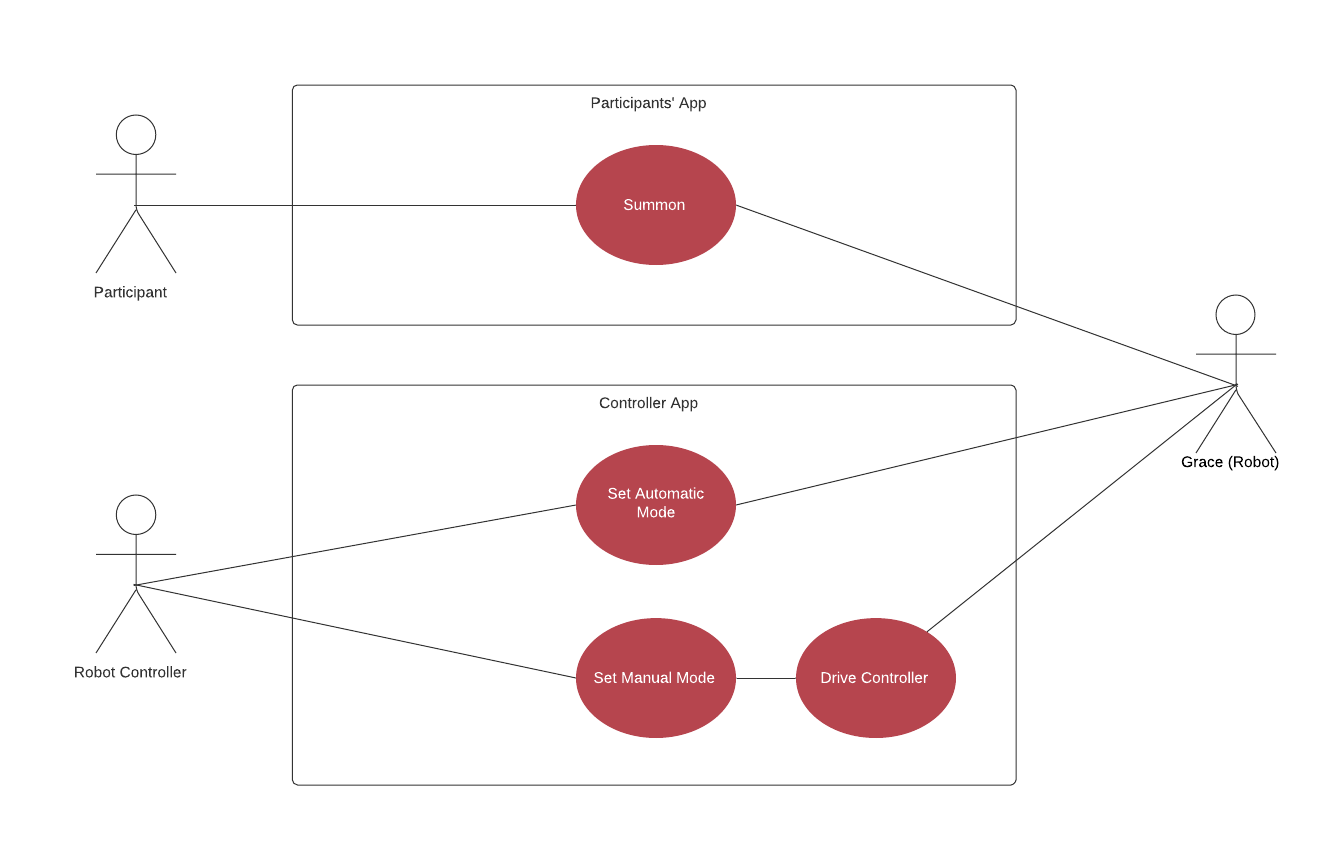 Participants' App
Summon
Participant
Controller App
Grace (Robot)
Set Automatic
Mode
Robot Controller
Set Manual Mode
Drive Controller